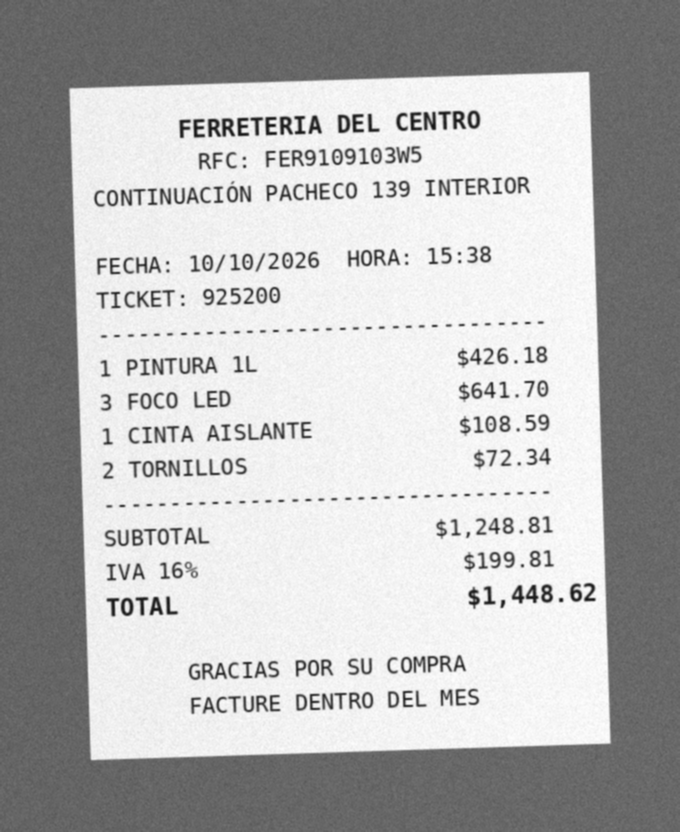 FERRETERIA DEL CENTRO
RFC: FER9109103W5
CONTINUACIÓN PACHECO 139 INTERIOR
FECHA: 10/10/2026  HORA: 15:38
TICKET: 925200
----------------------------------
1 PINTURA 1L $426.18
3 FOCO LED $641.70
1 CINTA AISLANTE $108.59
2 TORNILLOS $72.34
----------------------------------
SUBTOTAL $1,248.81
IVA 16% $199.81
TOTAL $1,448.62
GRACIAS POR SU COMPRA
FACTURE DENTRO DEL MES